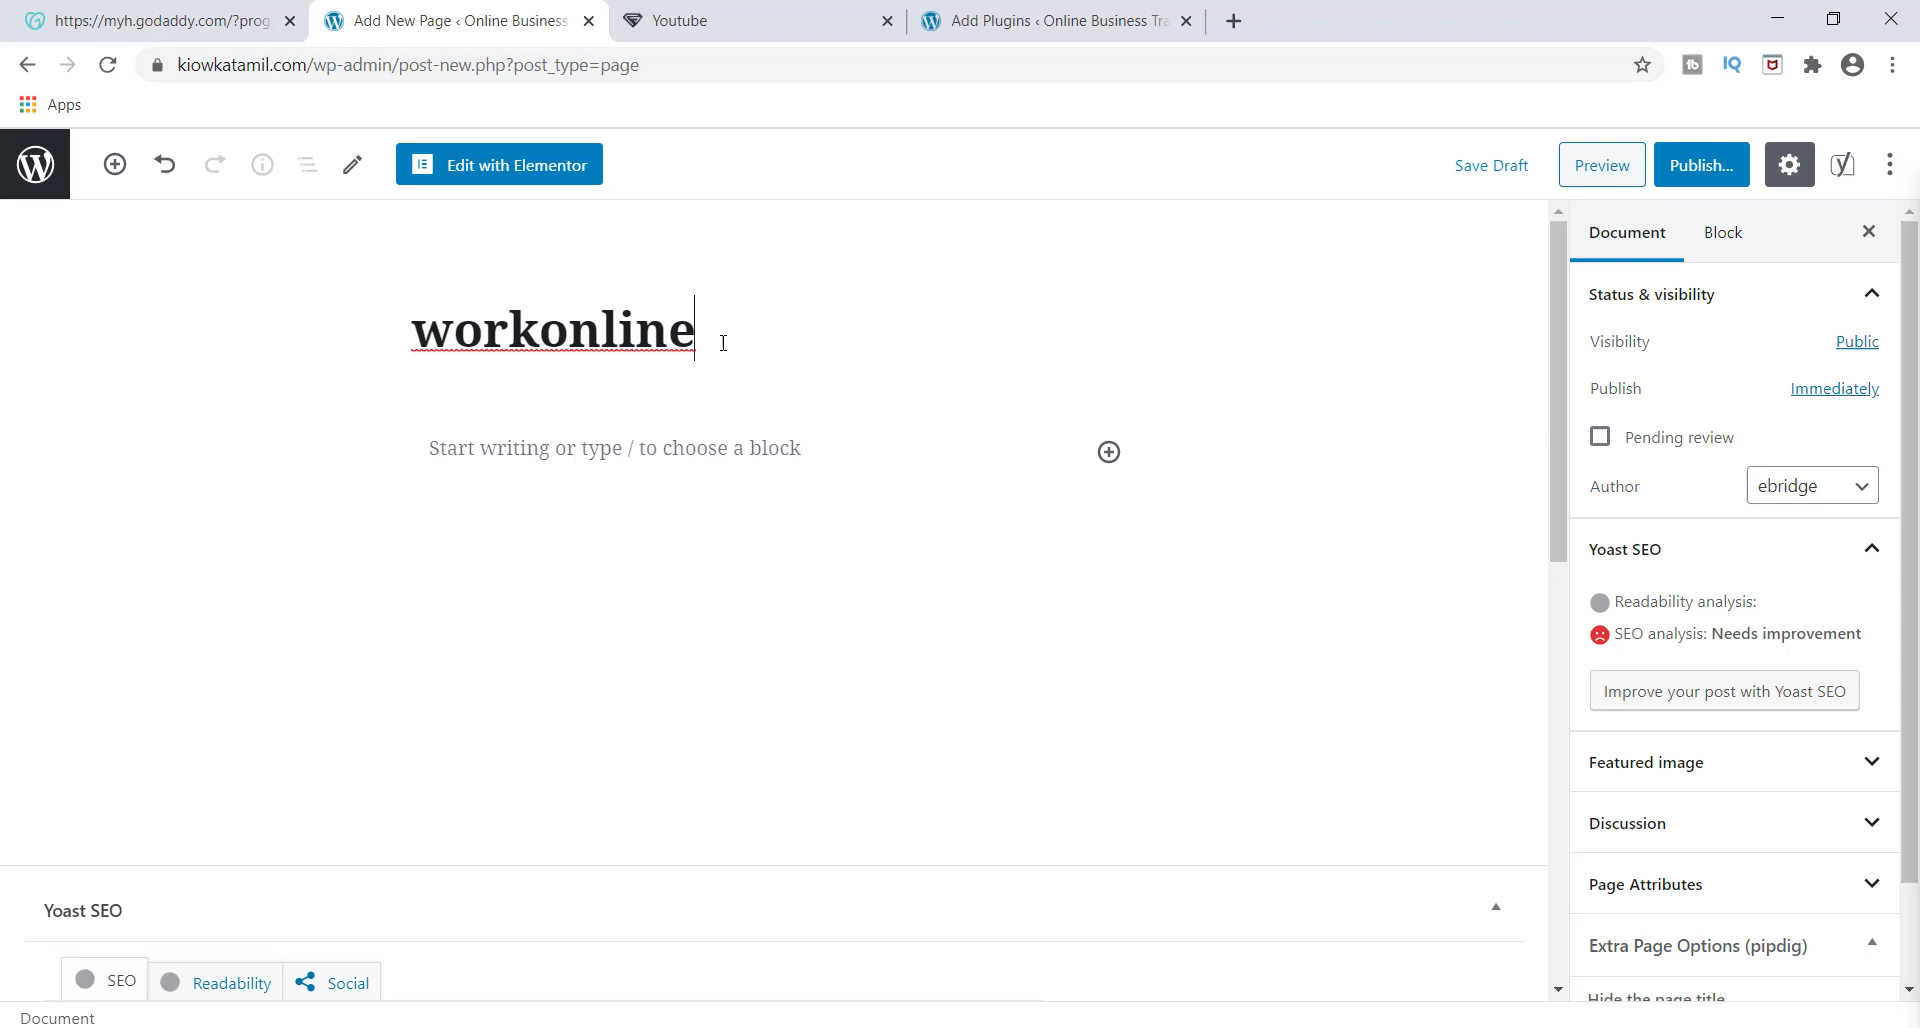 https://myh.godaddy.com/?prog
Add New Page ‹ Online Business
Youtube
Add Plugins ‹ Online Business Tra
kiowkatamil.com/wp-admin/post-new.php?post_type=page
Apps
Edit with Elementor
Save Draft
Preview
Publish...
Document
Block
Status & visibility
workonline
Visibility
Public
Publish
Immediately
Pending review
Start writing or type / to choose a block
Author
ebridge
Yoast SEO
Readability analysis:
SEO analysis: Needs improvement
Improve your post with Yoast SEO
Featured image
Discussion
Page Attributes
Yoast SEO
Extra Page Options (pipdig)
SEO
Readability
Social
Hide the page title
Document